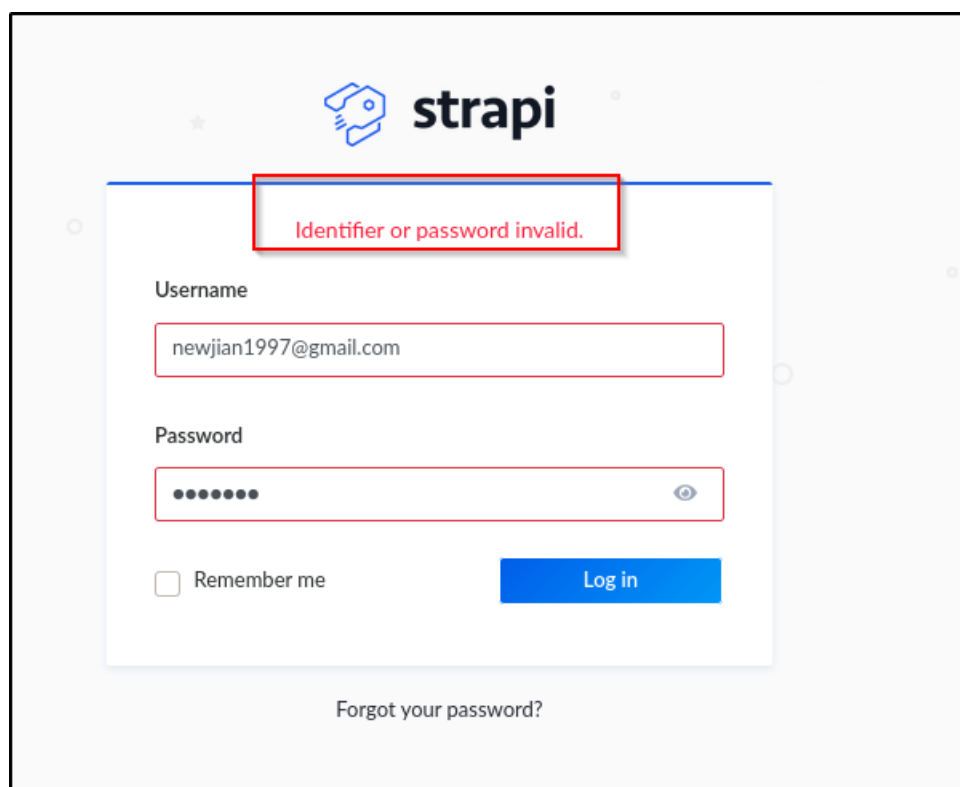 strapi
Identifier or password invalid.
Username
newjian1997@gmail.com
Password
●●●●●●●
Remember me
Log in
Forgot your password?